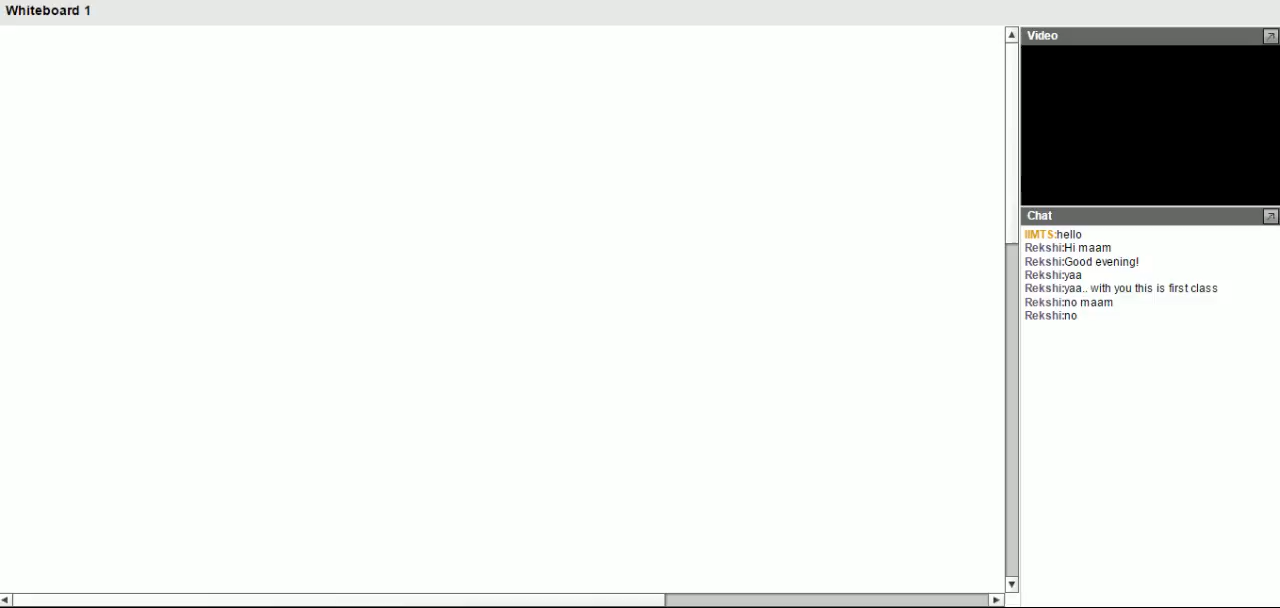 Whiteboard 1
Video
Chat
IIMTS:hello
Rekshi:Hi maam
Rekshi:Good evening!
Rekshi:yaa
Rekshi:yaa.. with you this is first class
Rekshi:no maam
Rekshi:no